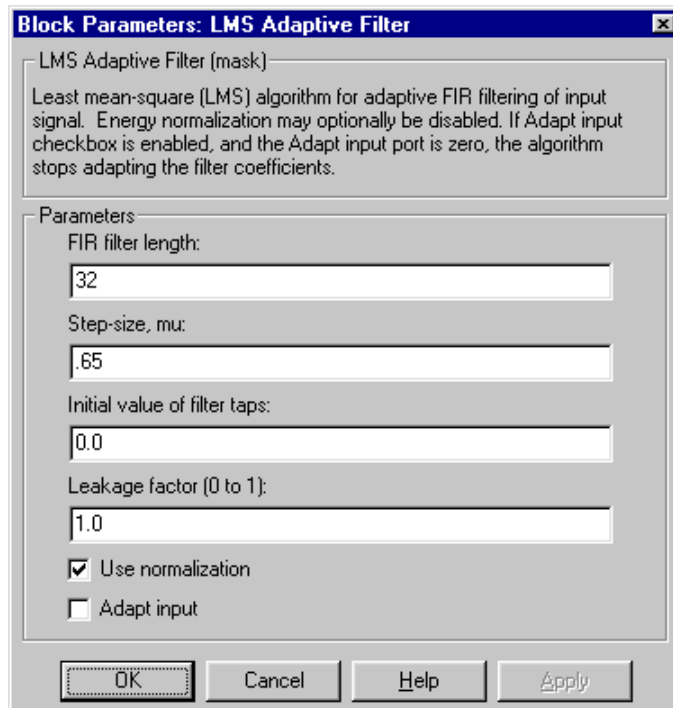 Block Parameters: LMS Adaptive Filter
LMS Adaptive Filter (mask)
Least mean-square (LMS) algorithm for adaptive FIR filtering of input
signal.  Energy normalization may optionally be disabled. If Adapt input
checkbox is enabled, and the Adapt input port is zero, the algorithm
stops adapting the filter coefficients.
Parameters
FIR filter length:
32
Step-size, mu:
.65
Initial value of filter taps:
0.0
Leakage factor (0 to 1):
1.0
Use normalization
Adapt input
OK Cancel Help Apply